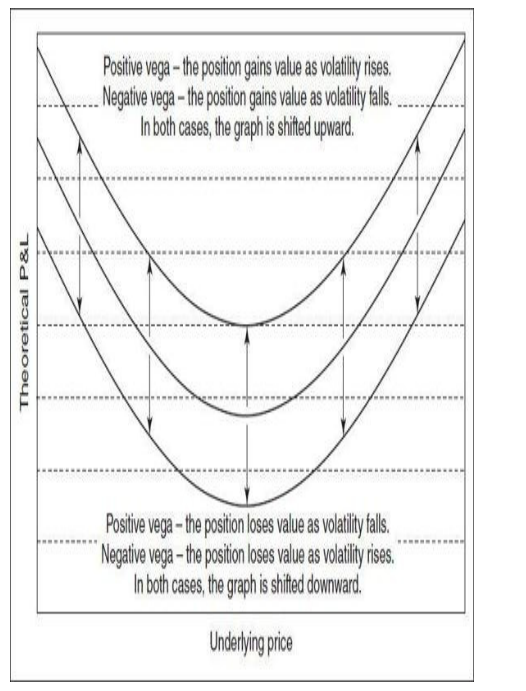 Positive vega – the position gains value as volatility rises.
Negative vega – the position gains value as volatility falls.
In both cases, the graph is shifted upward.
Theoretical P&L
Positive vega – the position loses value as volatility falls.
Negative vega – the position loses value as volatility rises.
In both cases, the graph is shifted downward.
Underlying price